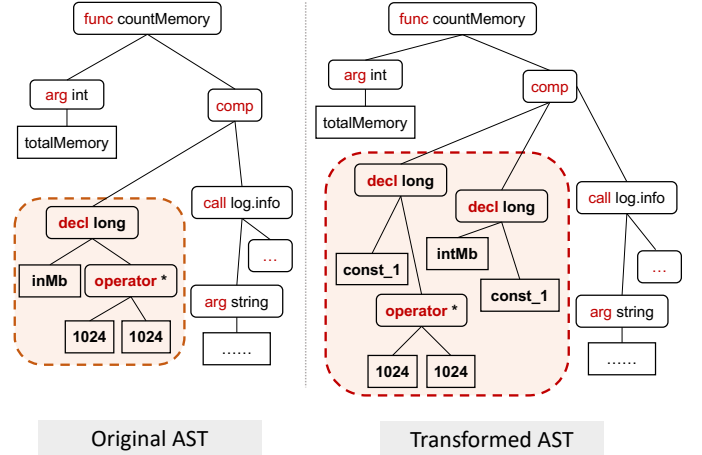 func countMemory
arg int
comp
totalMemory
decl long
call log.info
inMb
operator *
...
1024
1024
arg string
......
Original AST
func countMemory
arg int
comp
totalMemory
decl long
decl long
call log.info
const_1
intMb
const_1
...
operator *
arg string
1024
1024
......
Transformed AST